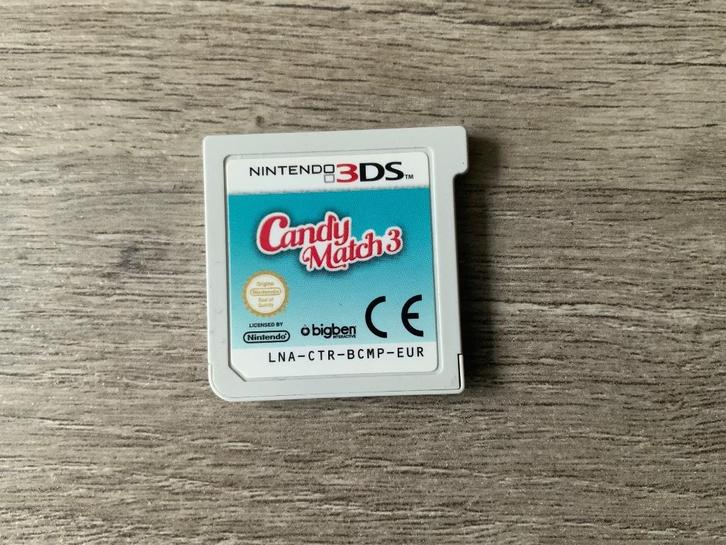 NINTENDO 3DS™
Candy
Match 3
Original
Nintendo
Seal of
Quality
LICENSED BY
Nintendo
bigben
INTERACTIVE
CE
LNA-CTR-BCMP-EUR